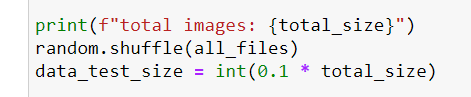 print(f"total images: {total_size}")
random.shuffle(all_files)
data_test_size = int(0.1 * total_size)